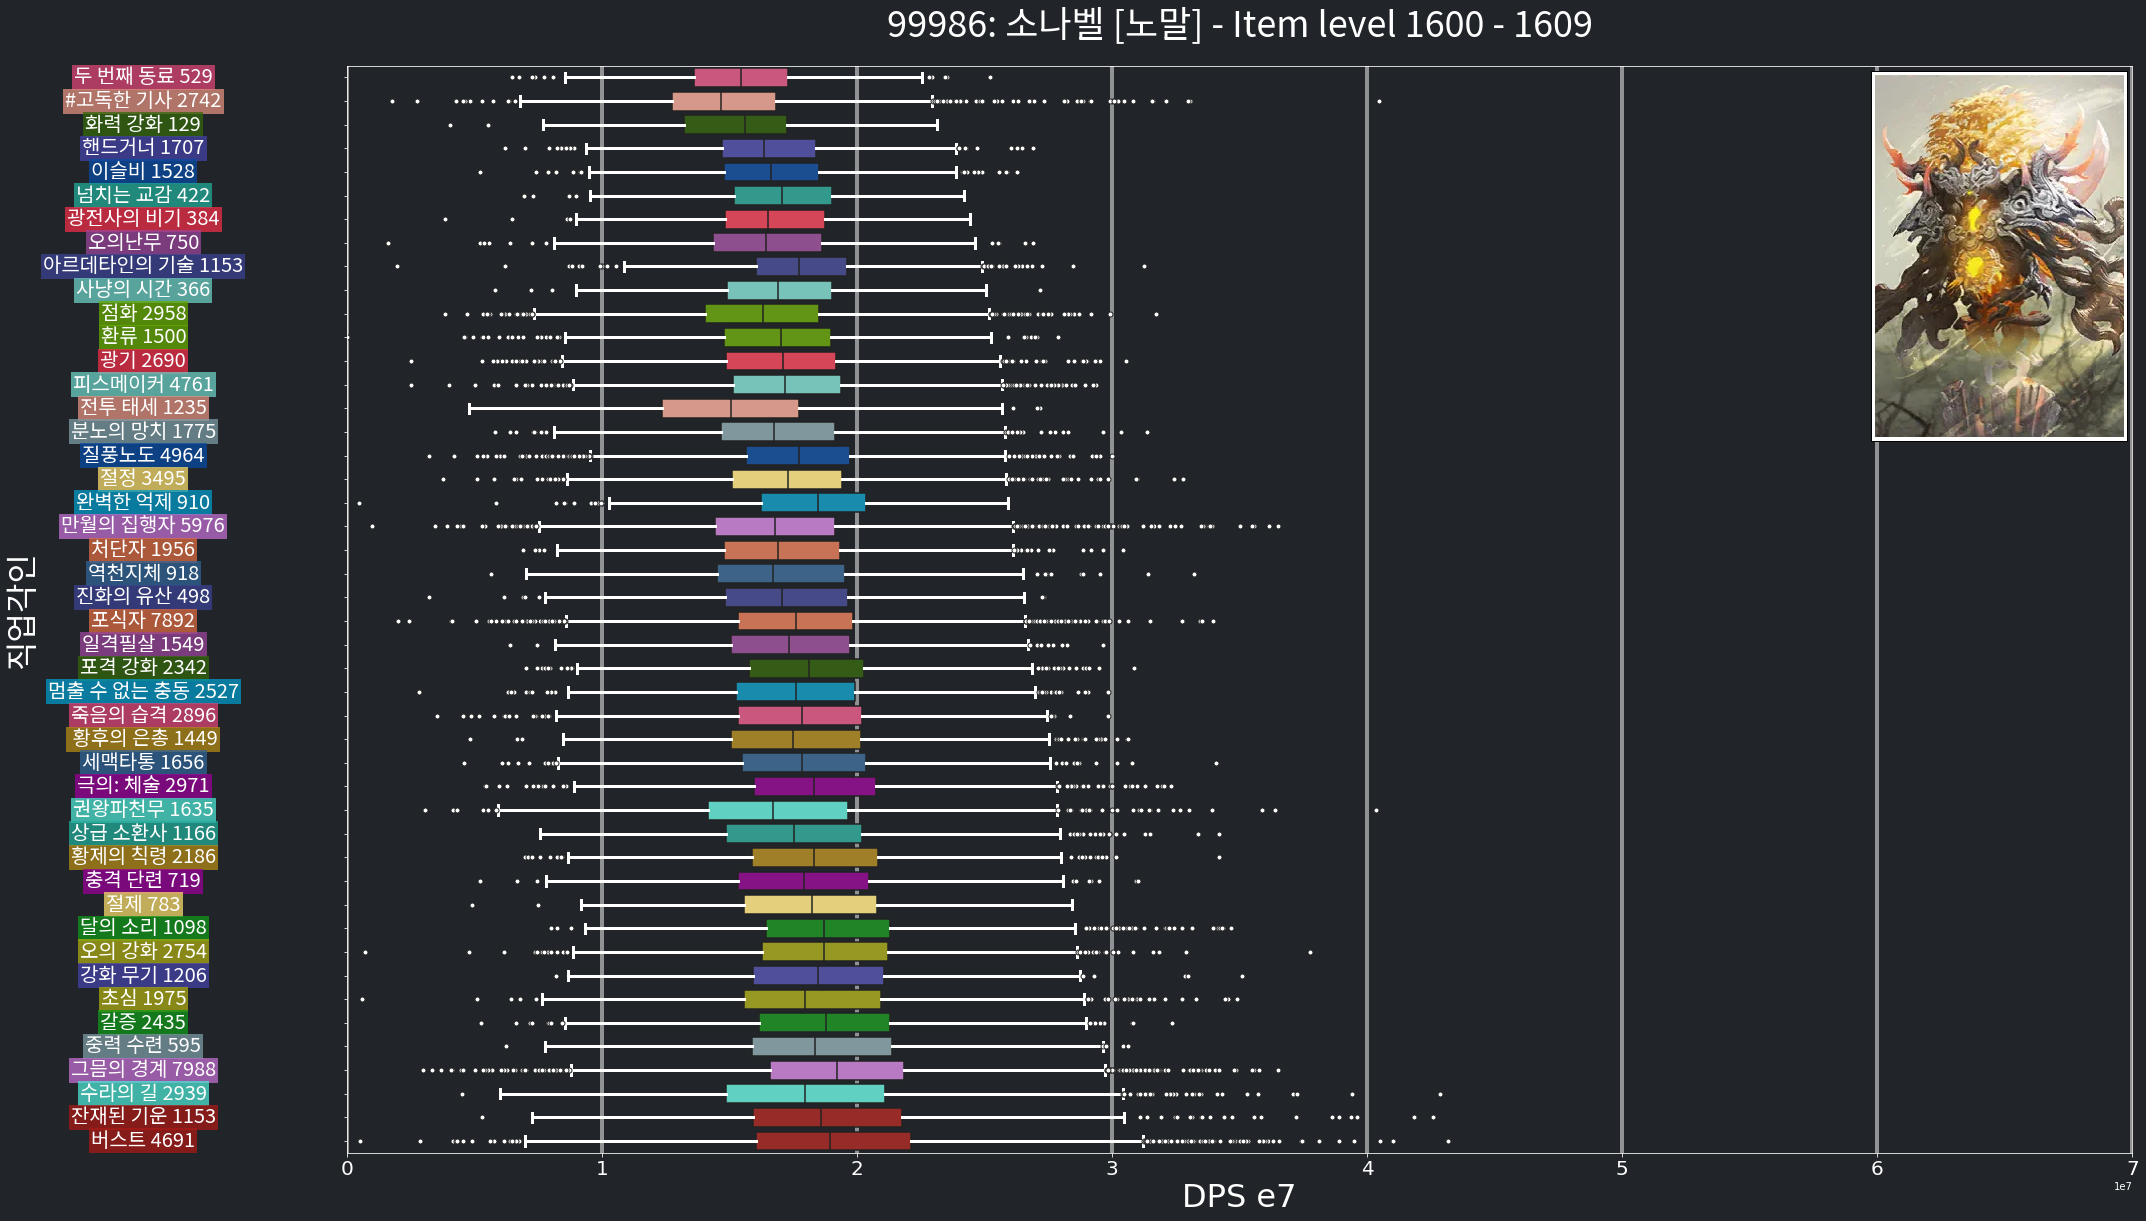 99986: 소나벨 [노말] - Item level 1600 - 1609
두 번째 동료 529
#고독한 기사 2742
화력 강화 129
핸드거너 1707
이슬비 1528
넘치는 교감 422
광전사의 비기 384
오의난무 750
아르데타인의 기술 1153
사냥의 시간 366
점화 2958
환류 1500
광기 2690
피스메이커 4761
전투 태세 1235
분노의 망치 1775
질풍노도 4964
절정 3495
완벽한 억제 910
만월의 집행자 5976
처단자 1956
역천지체 918
진화의 유산 498
포식자 7892
일격필살 1549
포격 강화 2342
멈출 수 없는 충동 2527
죽음의 습격 2896
황후의 은총 1449
세맥타통 1656
극의: 체술 2971
권왕파천무 1635
상급 소환사 1166
황제의 칙령 2186
충격 단련 719
절제 783
달의 소리 1098
오의 강화 2754
강화 무기 1206
초심 1975
갈증 2435
중력 수련 595
그믐의 경계 7988
수라의 길 2939
잔재된 기운 1153
버스트 4691
직업각인
0 1 2 3 4 5 6 7
1e7
DPS e7